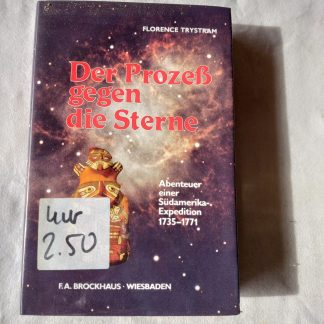 FLORENCE TRYSTRAM
Der Prozeß
gegen
die Sterne
Abenteuer
einer
Südamerika-
Expedition
1735–1771
nur
2.50
F.A. BROCKHAUS · WIESBADEN